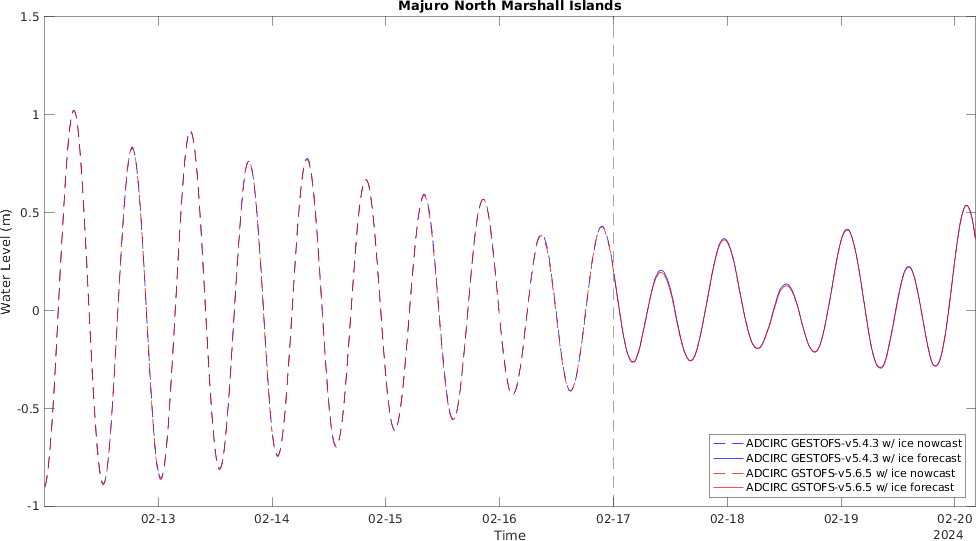 Majuro North Marshall Islands
1.5
1
0.5
0
-0.5
-1
Water Level (m)
ADCIRC GESTOFS-v5.4.3 w/ ice nowcast
ADCIRC GESTOFS-v5.4.3 w/ ice forecast
ADCIRC GSTOFS-v5.6.5 w/ ice nowcast
ADCIRC GSTOFS-v5.6.5 w/ ice forecast
02-13
02-14
02-15
02-16
02-17
02-18
02-19
02-20
Time
2024